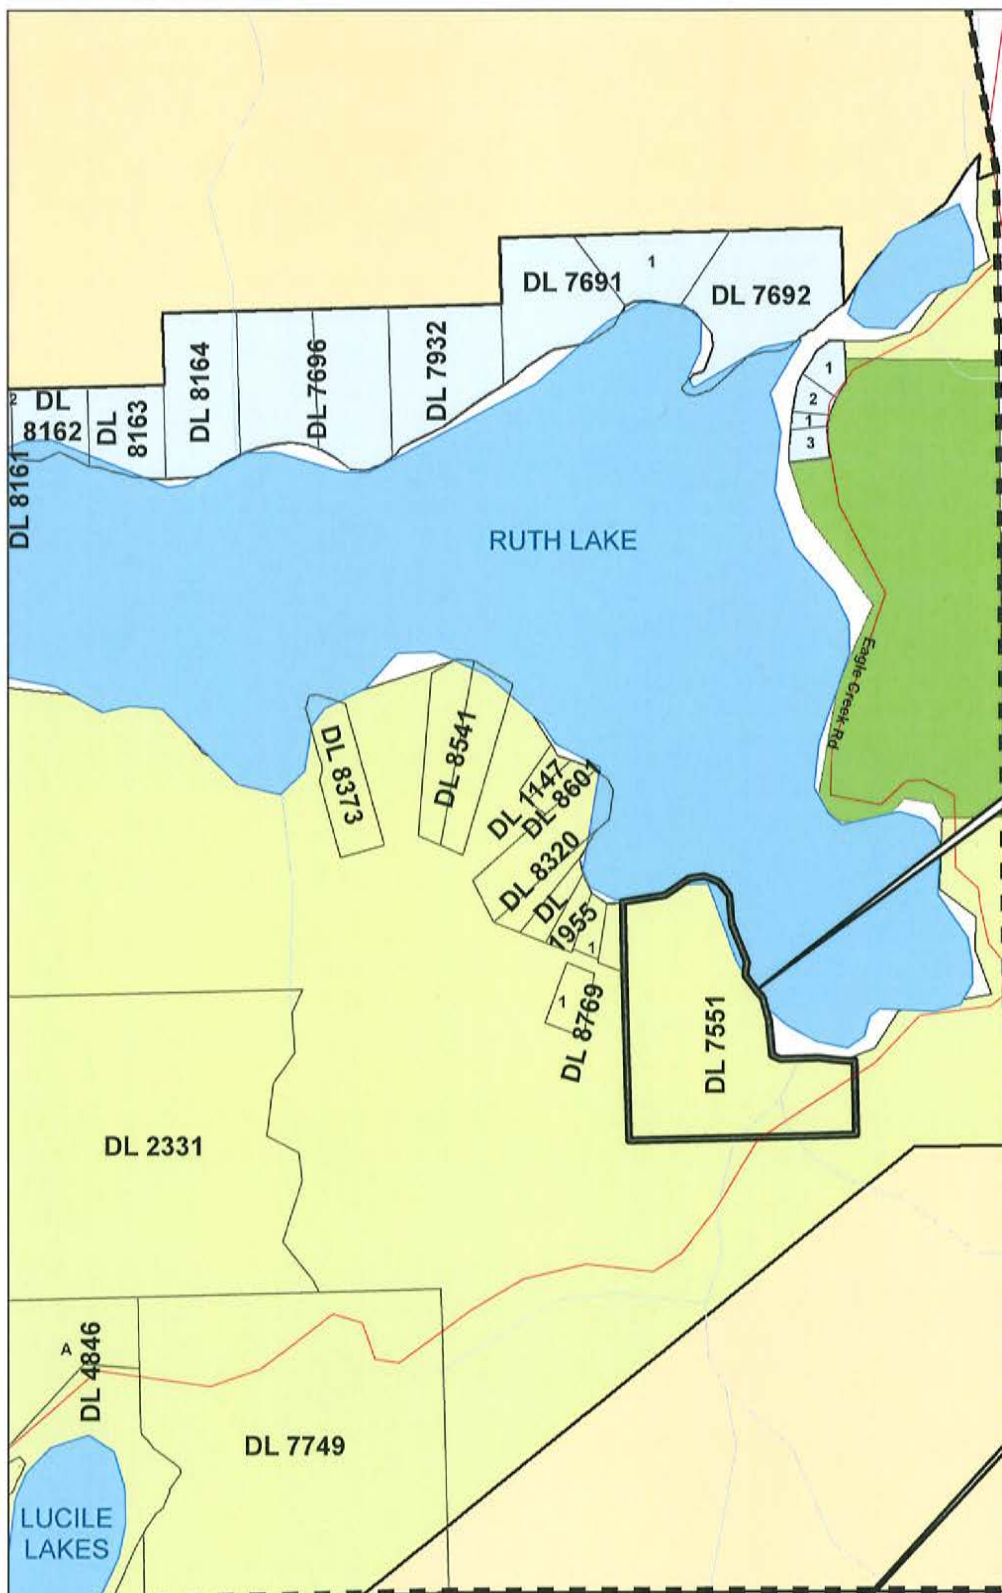 1
DL 7691
DL 7692
DL 7932
DL 7696
DL 8164
1
2
1
3
2
DL
8162
DL
8163
DL 8161
RUTH LAKE
Eagle Creek Rd
DL 8541
DL 8373
DL 1147
DL 8601
DL 8320
DL
1955
1
1
DL 8769
DL 7551
DL 2331
A
DL 4846
DL 7749
LUCILE
LAKES